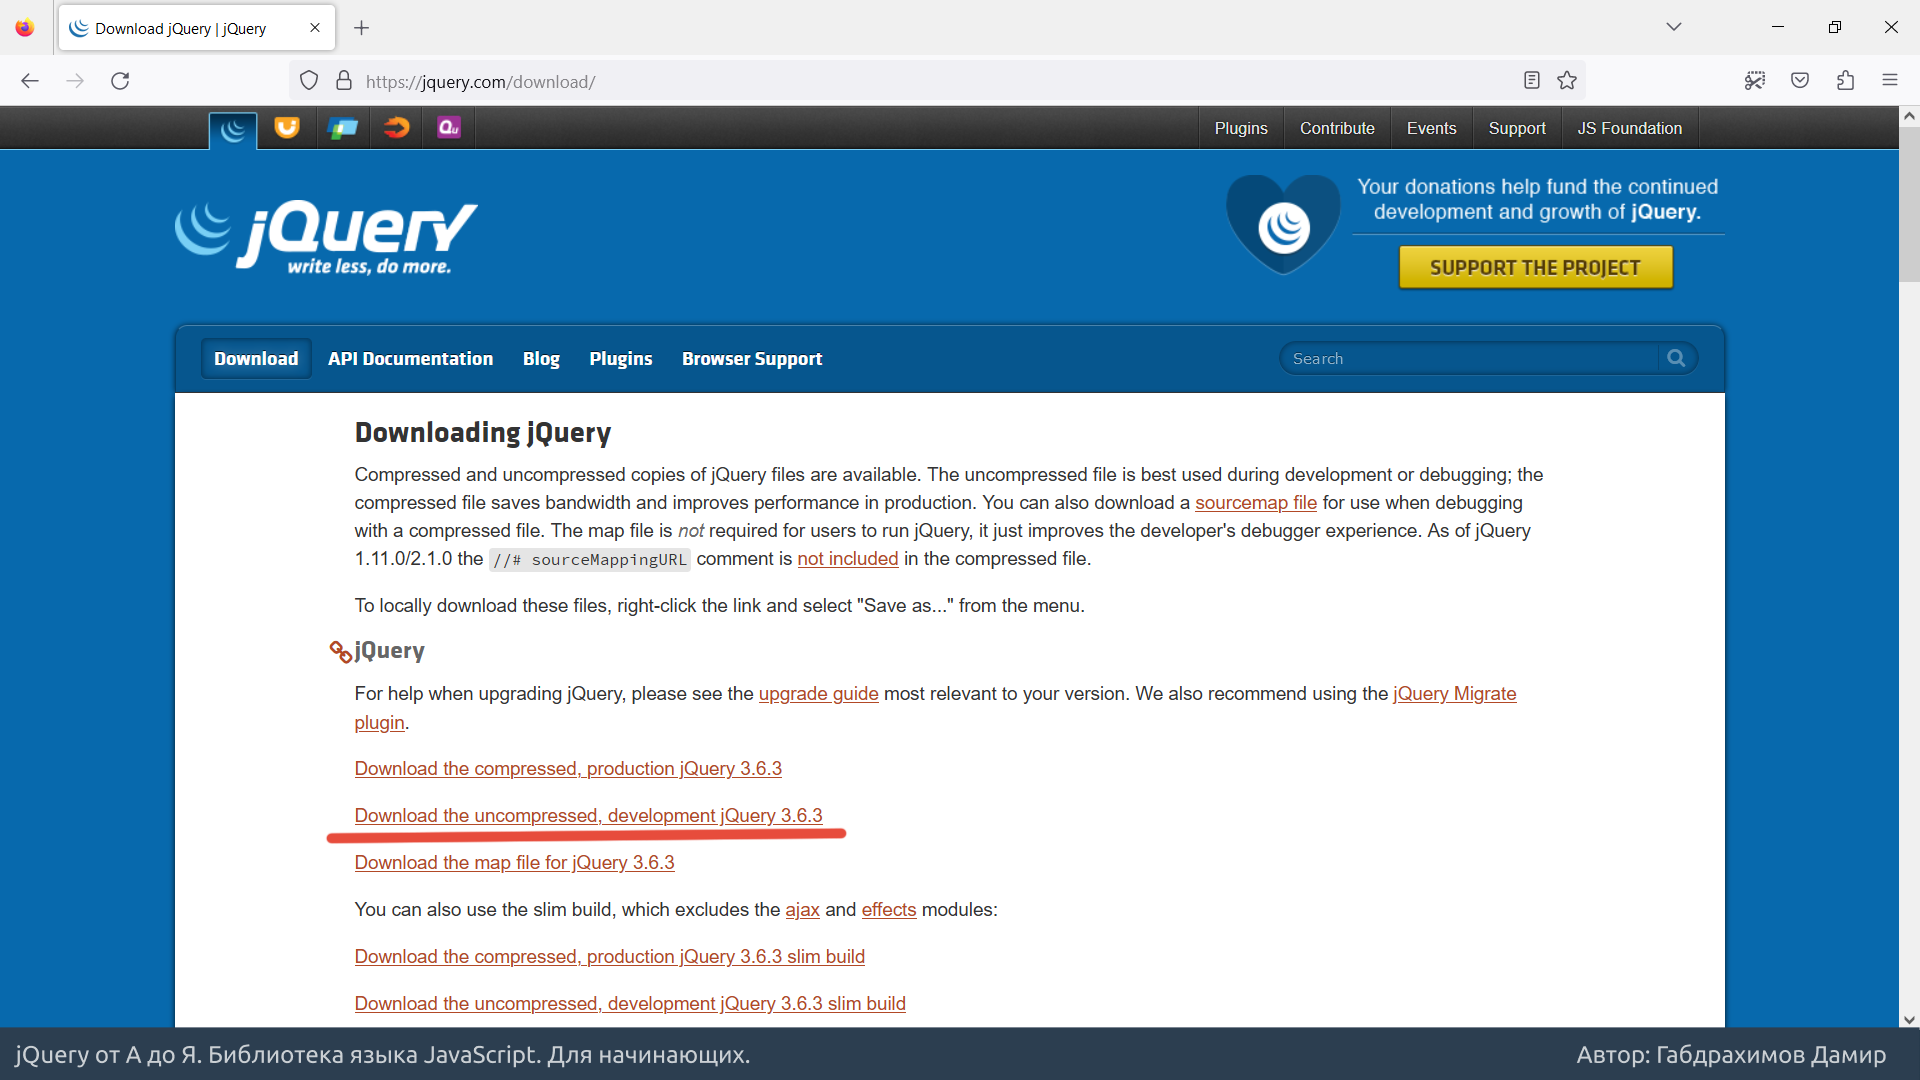 Download jQuery | jQuery
https://jquery.com/download/
Qu
Plugins Contribute Events Support JS Foundation
jQuery
write less, do more.
Your donations help fund the continued
development and growth of jQuery.
SUPPORT THE PROJECT
Download API Documentation Blog Plugins Browser Support Search
Downloading jQuery
Compressed and uncompressed copies of jQuery files are available. The uncompressed file is best used during development or debugging; the
compressed file saves bandwidth and improves performance in production. You can also download a sourcemap file for use when debugging
with a compressed file. The map file is not required for users to run jQuery, it just improves the developer's debugger experience. As of jQuery
1.11.0/2.1.0 the //# sourceMappingURL comment is not included in the compressed file.
To locally download these files, right-click the link and select "Save as..." from the menu.
jQuery
For help when upgrading jQuery, please see the upgrade guide most relevant to your version. We also recommend using the jQuery Migrate
plugin.
Download the compressed, production jQuery 3.6.3
Download the uncompressed, development jQuery 3.6.3
Download the map file for jQuery 3.6.3
You can also use the slim build, which excludes the ajax and effects modules:
Download the compressed, production jQuery 3.6.3 slim build
Download the uncompressed, development jQuery 3.6.3 slim build
jQuery от А до Я. Библиотека языка JavaScript. Для начинающих. Автор: Габдрахимов Дамир